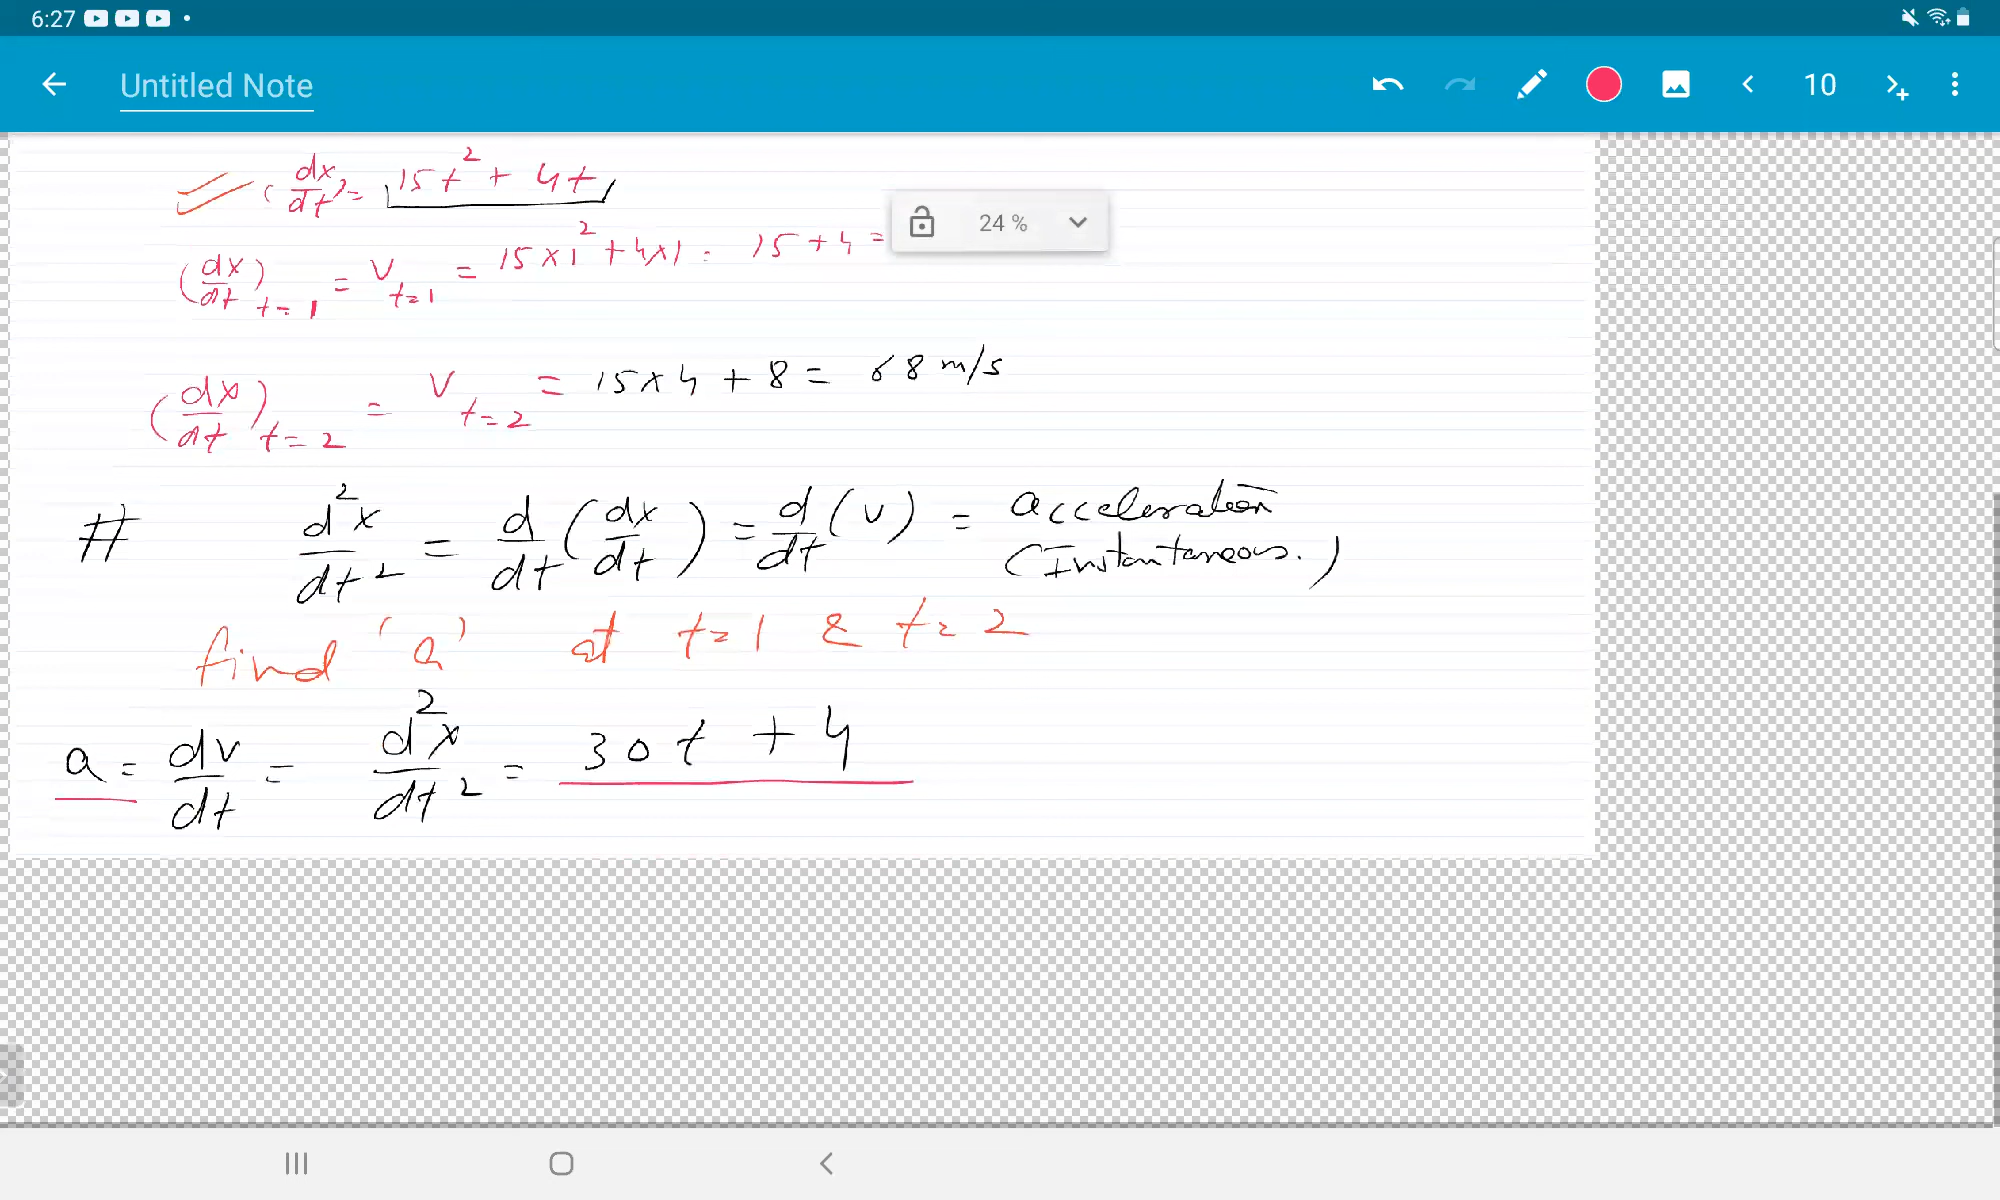 6:27
Untitled Note
10
(dx/dt) = 15t² + 4t
24 %
(dx/dt)t=1 = Vt=1 = 15×1² + 4×1 = 15 + 4 =
(dx/dt)t=2 = Vt=2 = 15×4 + 8 = 68 m/s
# d²x/dt² = d/dt (dx/dt) = d/dt (v) = acceleration
(Instantaneous.)
find 'a' at t=1 & t=2
a = dv/dt = d²x/dt² = 30t + 4